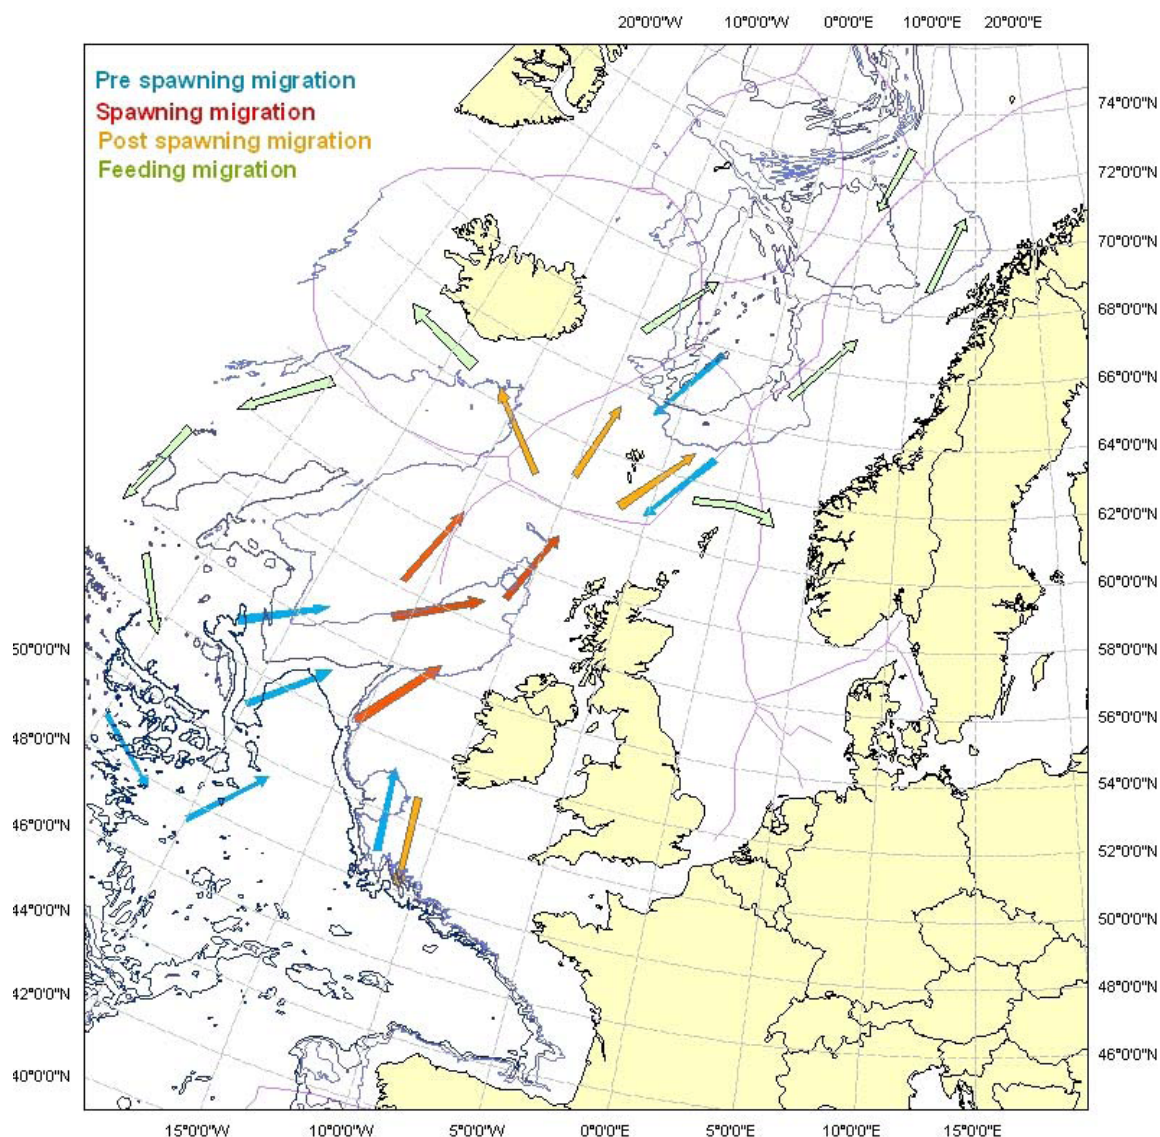 20°0'0"W 10°0'0"W 0°0'0"E 10°0'0"E 20°0'0"E
Pre spawning migration
Spawning migration
Post spawning migration
Feeding migration
74°0'0"N
72°0'0"N
70°0'0"N
68°0'0"N
66°0'0"N
64°0'0"N
62°0'0"N
60°0'0"N
50°0'0"N
58°0'0"N
56°0'0"N
48°0'0"N
54°0'0"N
46°0'0"N
52°0'0"N
44°0'0"N
50°0'0"N
42°0'0"N
48°0'0"N
46°0'0"N
40°0'0"N
15°0'0"W 10°0'0"W 5°0'0"W 0°0'0"E 5°0'0"E 10°0'0"E 15°0'0"E